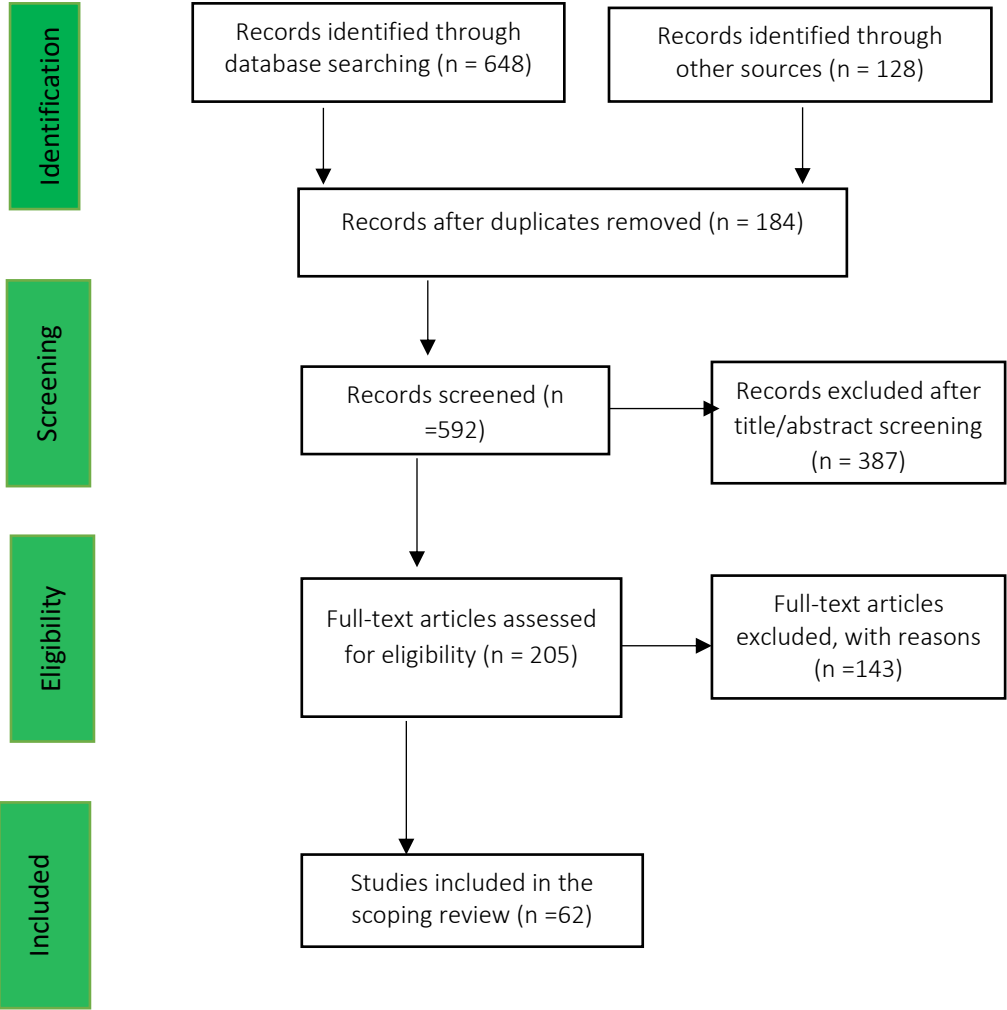 Identification
Records identified through
database searching (n = 648)
Records identified through
other sources (n = 128)
Records after duplicates removed (n = 184)
Screening
Records screened (n
=592)
Records excluded after
title/abstract screening
(n = 387)
Eligibility
Full-text articles assessed
for eligibility (n = 205)
Full-text articles
excluded, with reasons
(n =143)
Included
Studies included in the
scoping review (n =62)